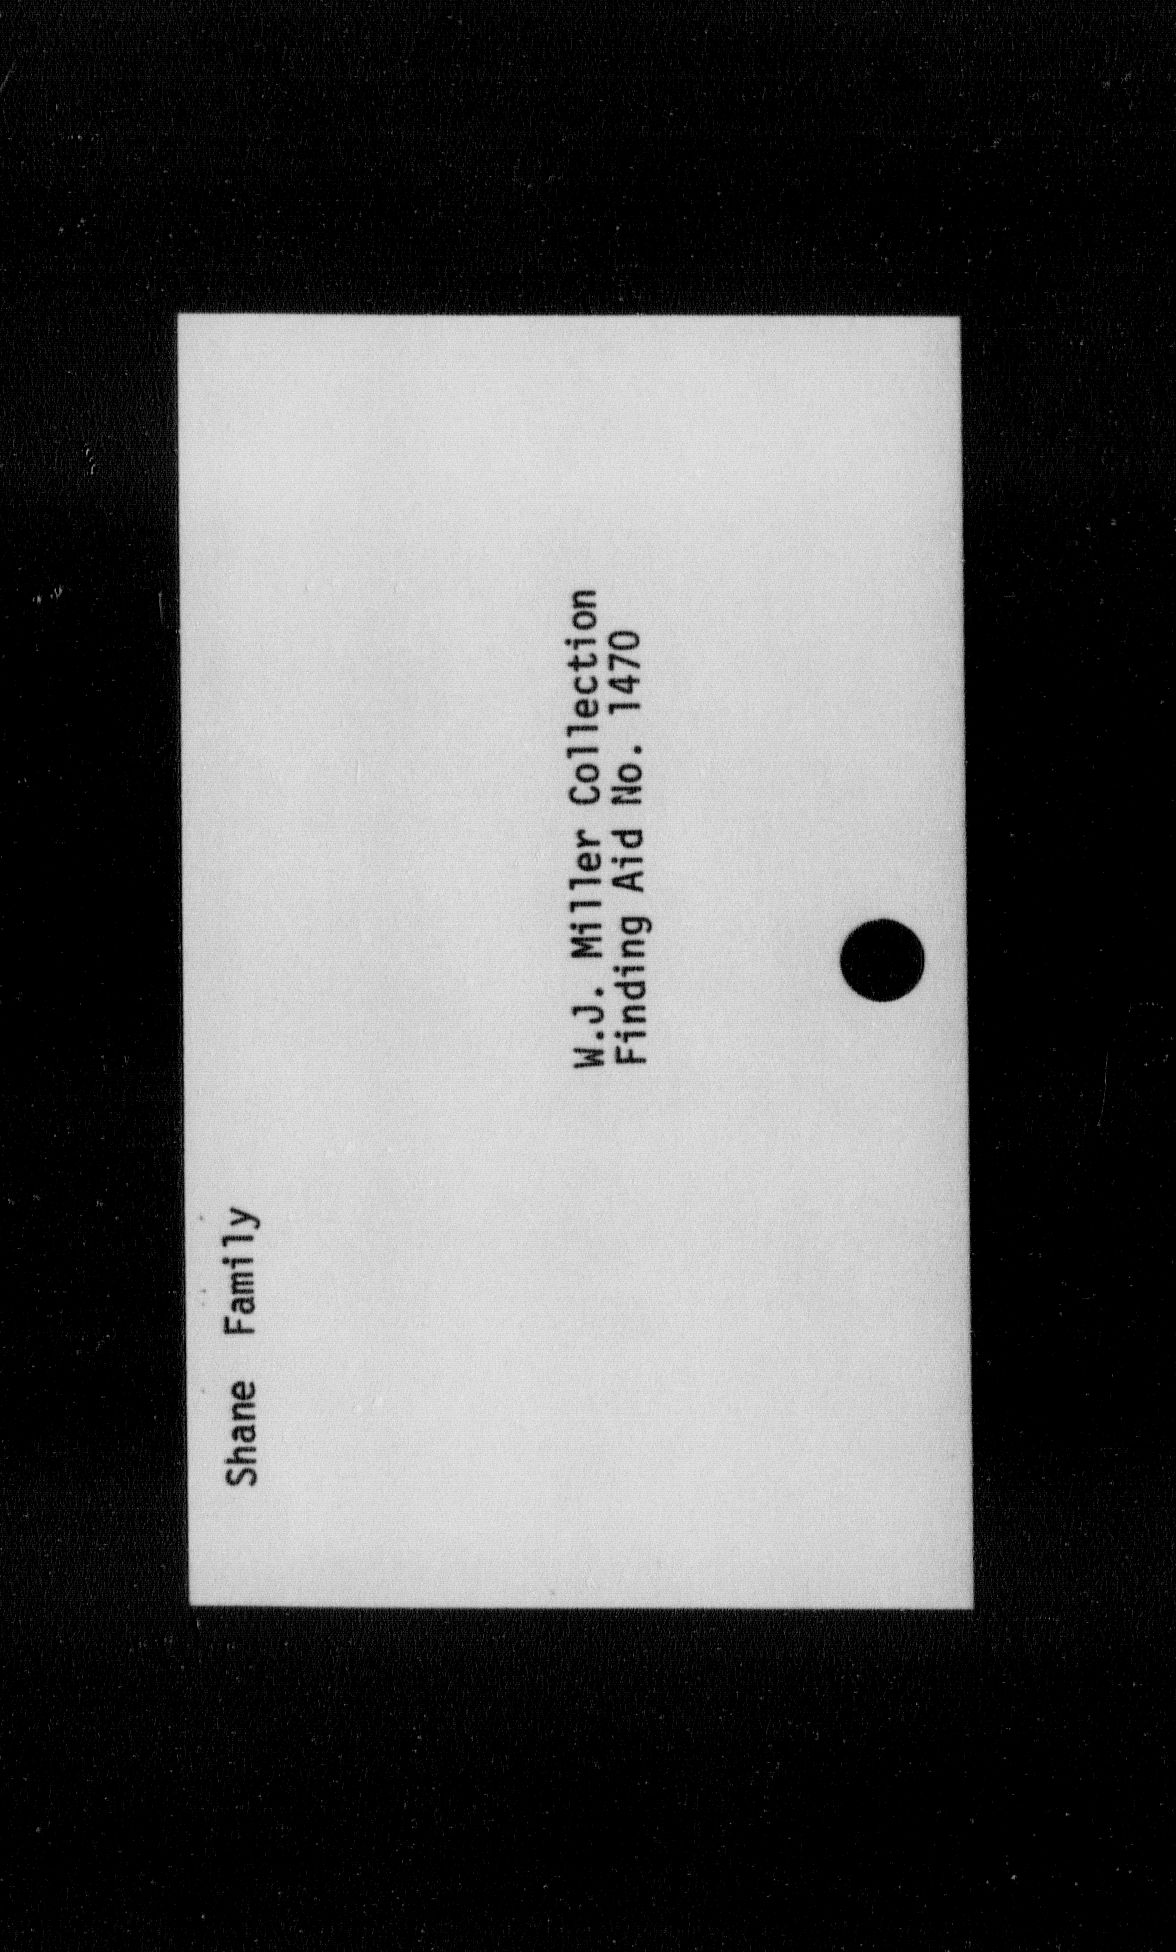 Shane Family
W.J. Miller Collection
Finding Aid No. 1470